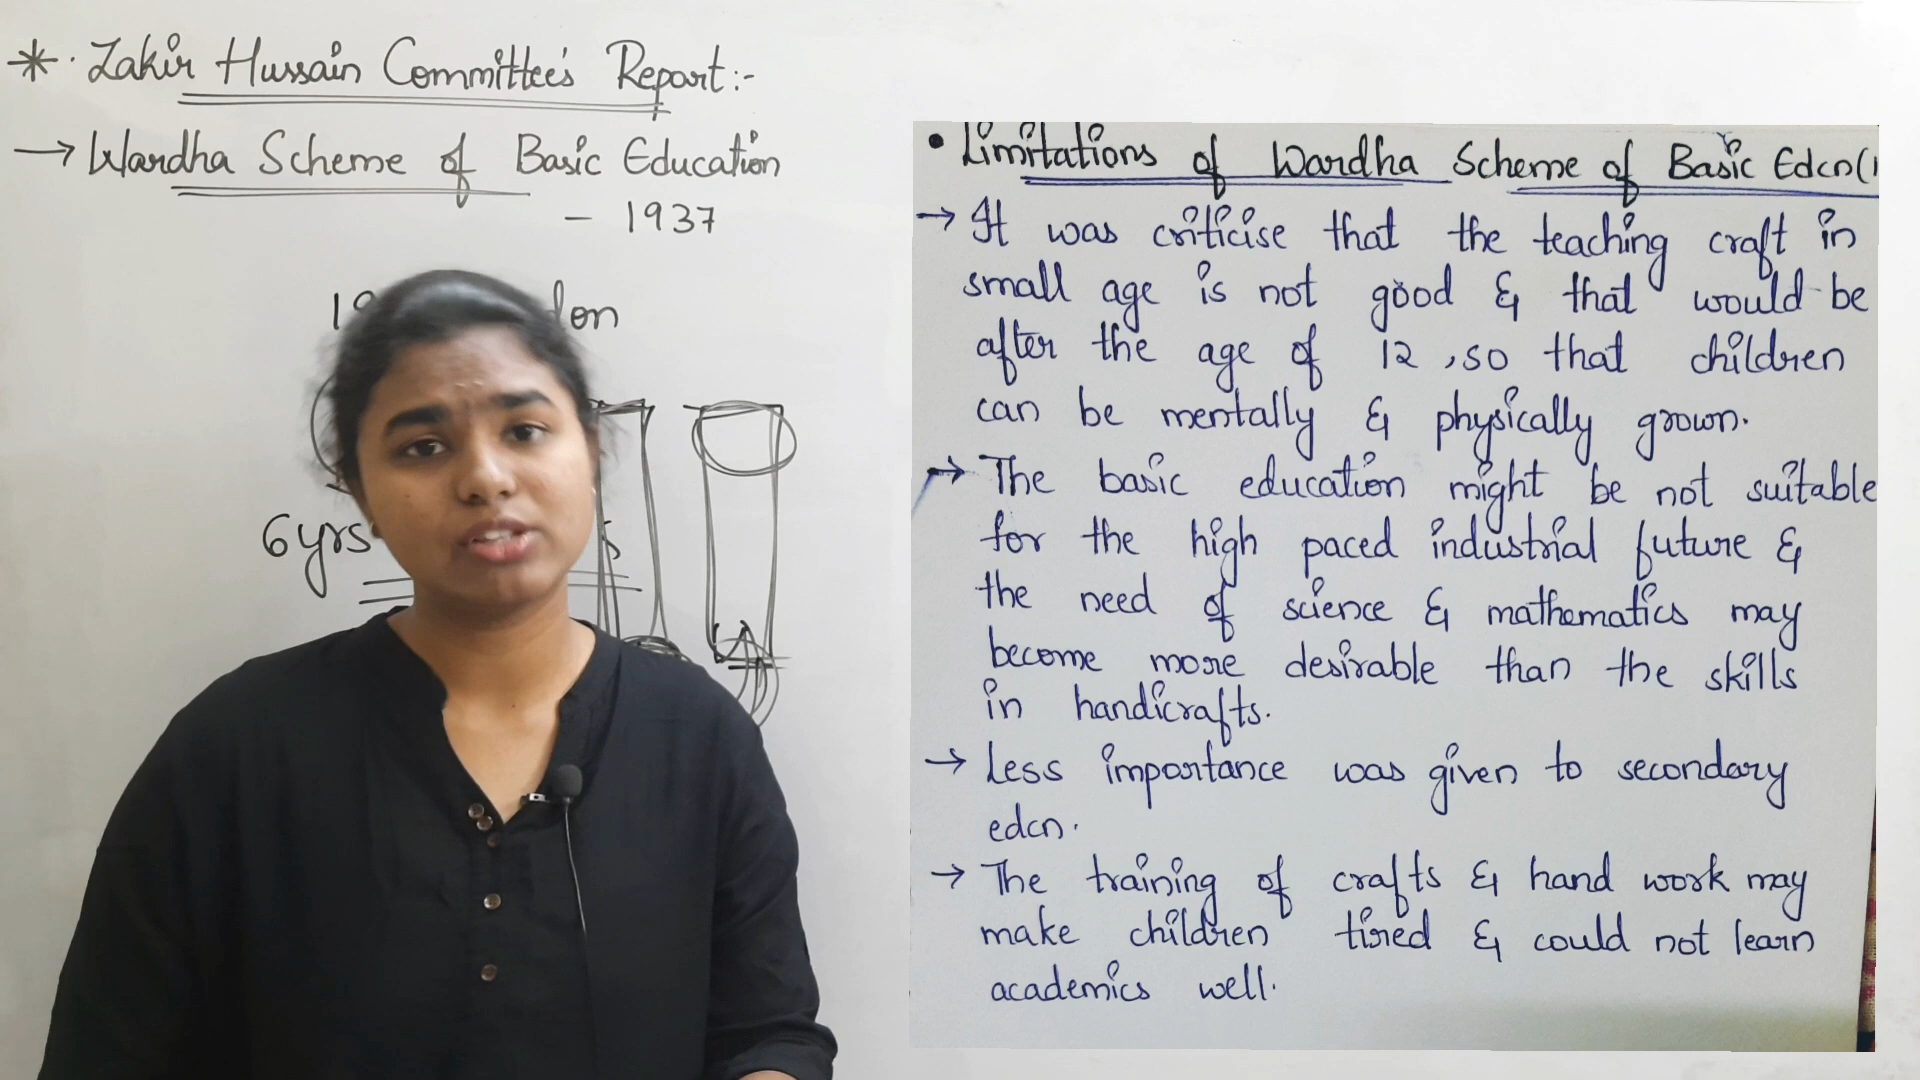 * · Zakir Hussain Committee's Report:-
→ Wardha Scheme of Basic Education
- 1937
6yrs
• Limitations of Wardha Scheme of Basic Edcn(
→ It was criticise that the teaching craft in
small age is not good & that would be
after the age of 12, so that children
can be mentally & physically grown.
→ The basic education might be not suitable
for the high paced industrial future &
the need of science & mathematics may
become more desirable than the skills
in handicrafts.
→ Less importance was given to secondary
edcn.
→ The training of crafts & hand work may
make children tired & could not learn
academics well.